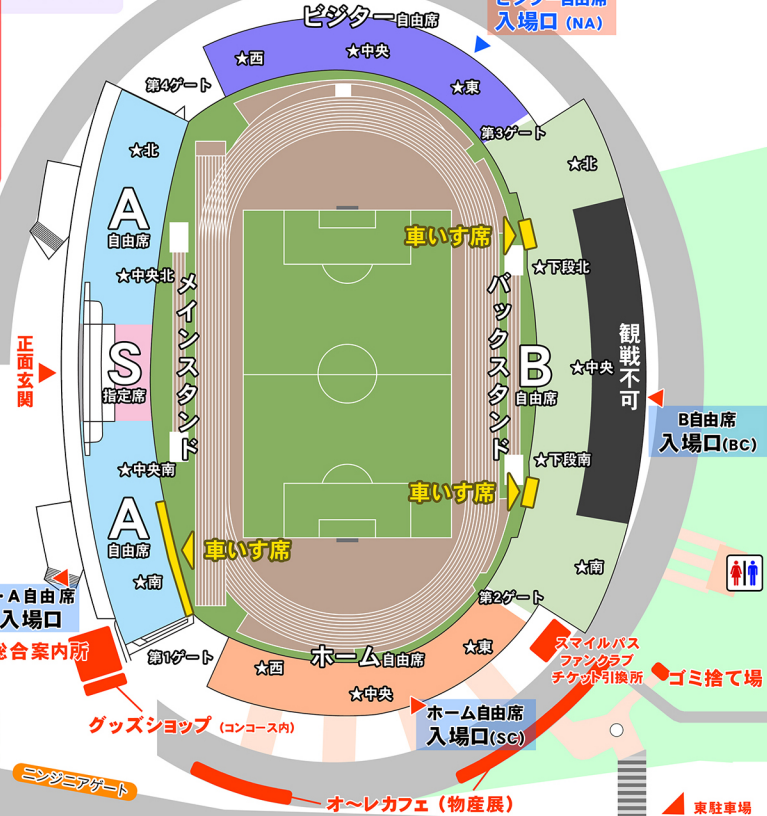 ビジター自由席
入場口(NA)
ビジター自由席
★西
★中央
★東
第4ゲート
第3ゲート
★北
A
自由席
★中央北
S
指定席
★中央南
A
自由席
★南
メインスタンド
バックスタンド
車いす席
車いす席
車いす席
★北
★下段北
B
自由席
★中央
★下段南
★南
観戦不可
正面玄関
B自由席
入場口(BC)
A自由席
入場口
総合案内所
第1ゲート
第2ゲート
ホーム自由席
★西
★中央
★東
グッズショップ(コンコース内)
ホーム自由席
入場口(SC)
スマイルパス
ファンクラブ
チケット引換所
ゴミ捨て場
ニンジニアゲート
オ～レカフェ(物産展)
東駐車場